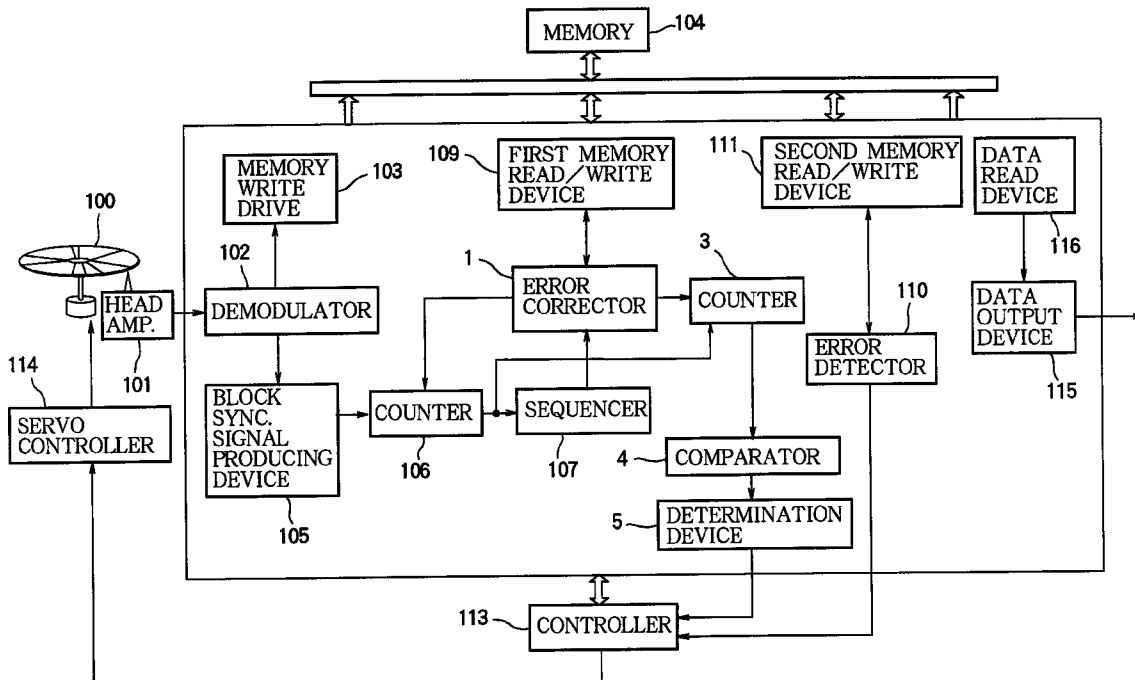 MEMORY
104
109
FIRST MEMORY
READ/WRITE
DEVICE
111
SECOND MEMORY
READ/WRITE
DEVICE
DATA
READ
DEVICE
116
MEMORY
WRITE
DRIVE
103
100
102
DEMODULATOR
1
ERROR
CORRECTOR
3
COUNTER
HEAD
AMP.
101
110
ERROR
DETECTOR
DATA
OUTPUT
DEVICE
115
114
SERVO
CONTROLLER
BLOCK
SYNC.
SIGNAL
PRODUCING
DEVICE
105
COUNTER
106
SEQUENCER
107
4
COMPARATOR
5
DETERMINATION
DEVICE
113
CONTROLLER